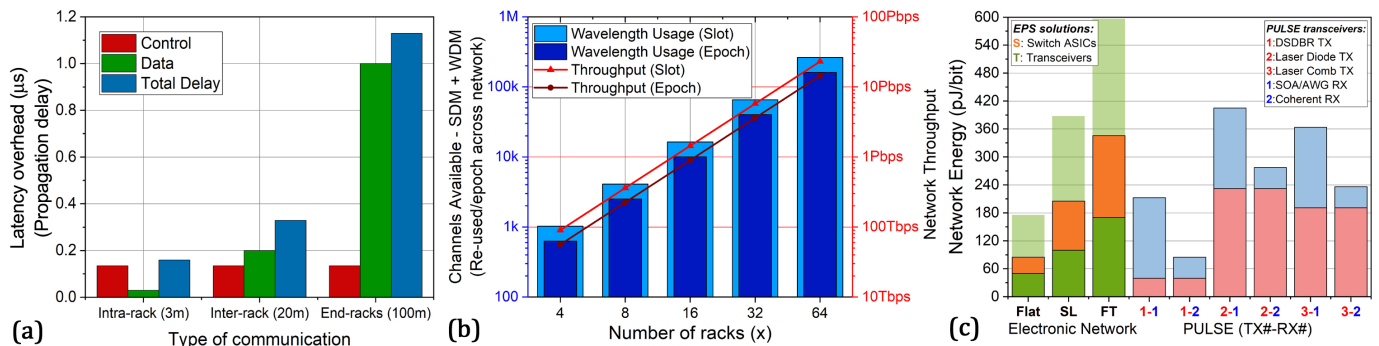 (a)
Latency overhead (µs)
(Propagation delay)
1.2
1.0
0.8
0.6
0.4
0.2
0.0
Control
Data
Total Delay
Intra-rack (3m)
Inter-rack (20m)
End-racks (100m)
Type of communication
(b)
Channels Available - SDM + WDM
(Re-used/epoch across network)
1M
100k
10k
1k
100
Wavelength Usage (Slot)
Wavelength Usage (Epoch)
Throughput (Slot)
Throughput (Epoch)
4
8
16
32
64
Number of racks (x)
100Pbps
10Pbps
1Pbps
100Tbps
10Tbps
Network Throughput
(c)
Network Energy (pJ/bit)
600
540
480
420
360
300
240
180
120
60
0
EPS solutions:
S: Switch ASICs
T: Transceivers
PULSE transceivers:
1:DSDBR TX
2:Laser Diode TX
3:Laser Comb TX
1:SOA/AWG RX
2:Coherent RX
Flat
SL
FT
1-1
1-2
2-1
2-2
3-1
3-2
Electronic Network
PULSE (TX#-RX#)